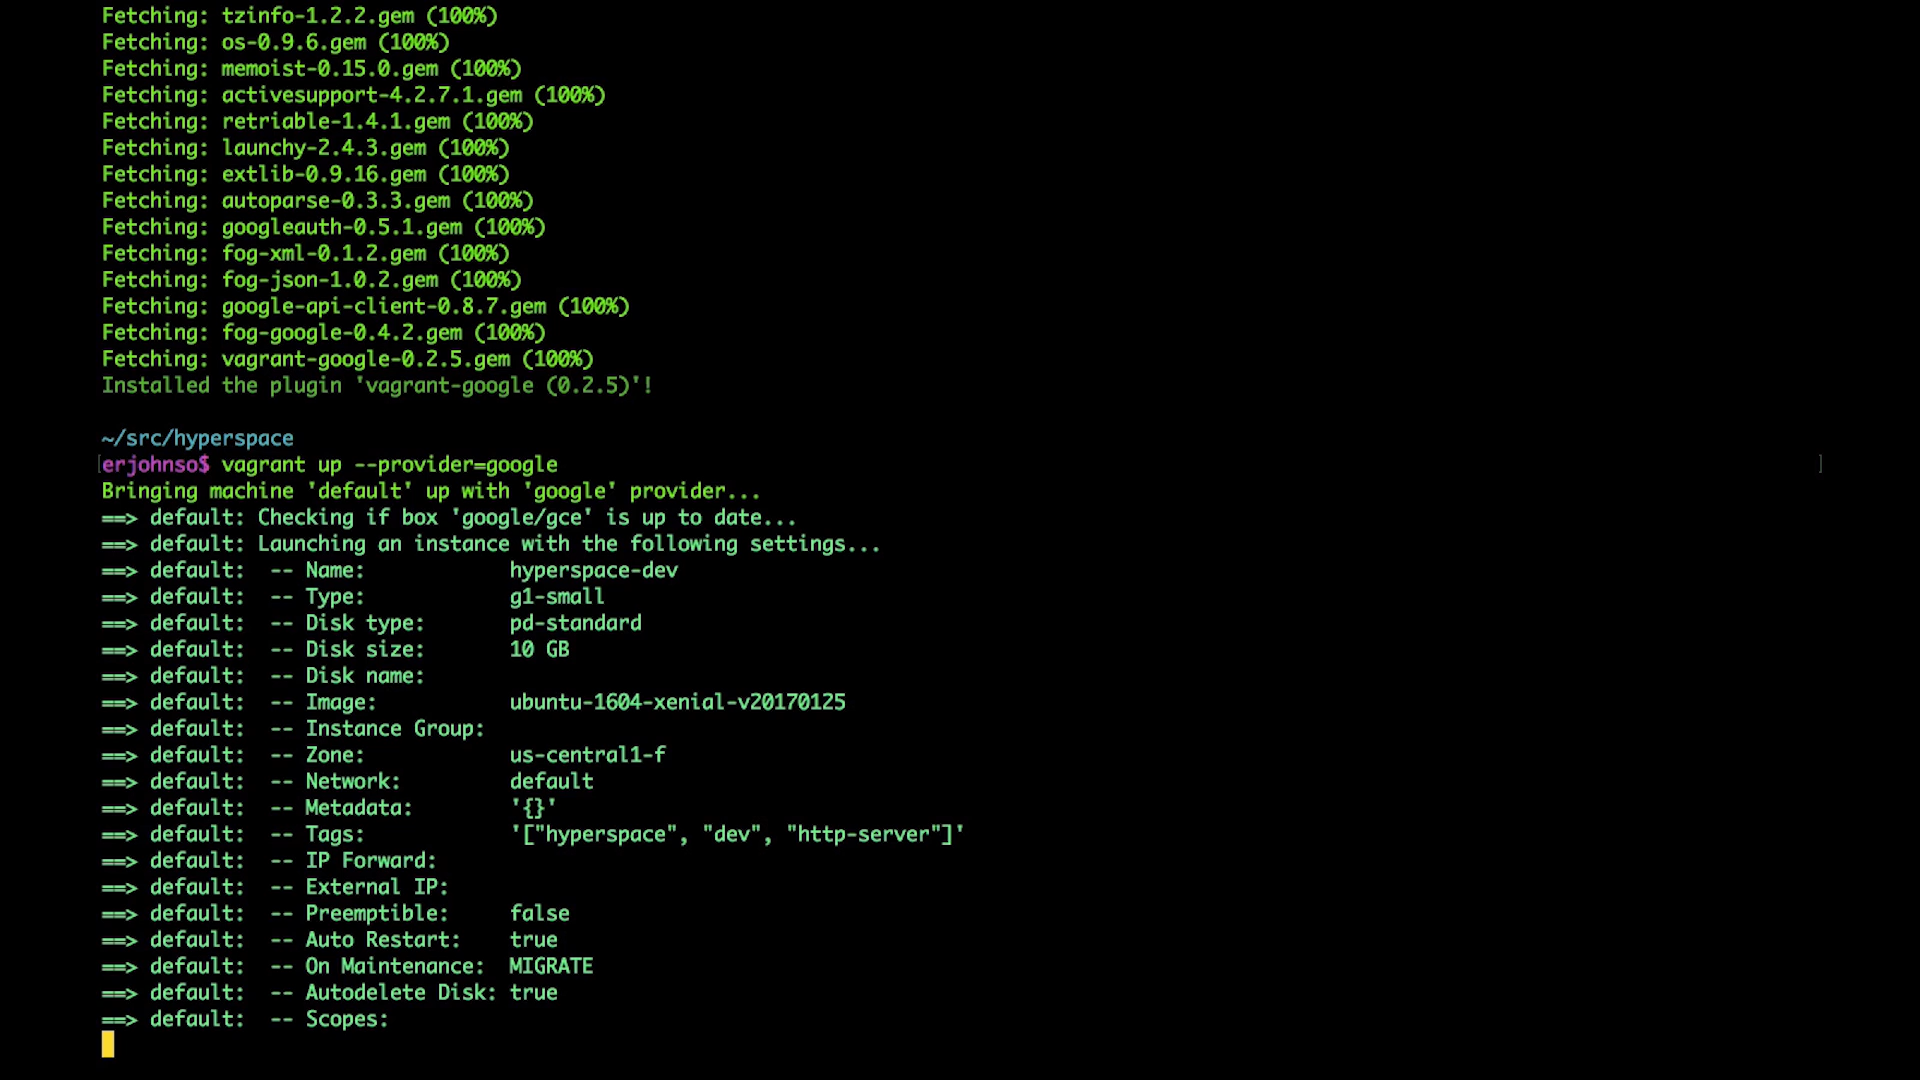 Fetching: tzinfo-1.2.2.gem (100%)
Fetching: os-0.9.6.gem (100%)
Fetching: memoist-0.15.0.gem (100%)
Fetching: activesupport-4.2.7.1.gem (100%)
Fetching: retriable-1.4.1.gem (100%)
Fetching: launchy-2.4.3.gem (100%)
Fetching: extlib-0.9.16.gem (100%)
Fetching: autoparse-0.3.3.gem (100%)
Fetching: googleauth-0.5.1.gem (100%)
Fetching: fog-xml-0.1.2.gem (100%)
Fetching: fog-json-1.0.2.gem (100%)
Fetching: google-api-client-0.8.7.gem (100%)
Fetching: fog-google-0.4.2.gem (100%)
Fetching: vagrant-google-0.2.5.gem (100%)
Installed the plugin 'vagrant-google (0.2.5)'!
~/src/hyperspace
[erjohnso$ vagrant up --provider=google ]
Bringing machine 'default' up with 'google' provider...
==> default: Checking if box 'google/gce' is up to date...
==> default: Launching an instance with the following settings...
==> default:  -- Name:            hyperspace-dev
==> default:  -- Type:            g1-small
==> default:  -- Disk type:       pd-standard
==> default:  -- Disk size:       10 GB
==> default:  -- Disk name:
==> default:  -- Image:           ubuntu-1604-xenial-v20170125
==> default:  -- Instance Group:
==> default:  -- Zone:            us-central1-f
==> default:  -- Network:         default
==> default:  -- Metadata:        '{}'
==> default:  -- Tags:            '["hyperspace", "dev", "http-server"]'
==> default:  -- IP Forward:
==> default:  -- External IP:
==> default:  -- Preemptible:     false
==> default:  -- Auto Restart:    true
==> default:  -- On Maintenance:  MIGRATE
==> default:  -- Autodelete Disk: true
==> default:  -- Scopes: